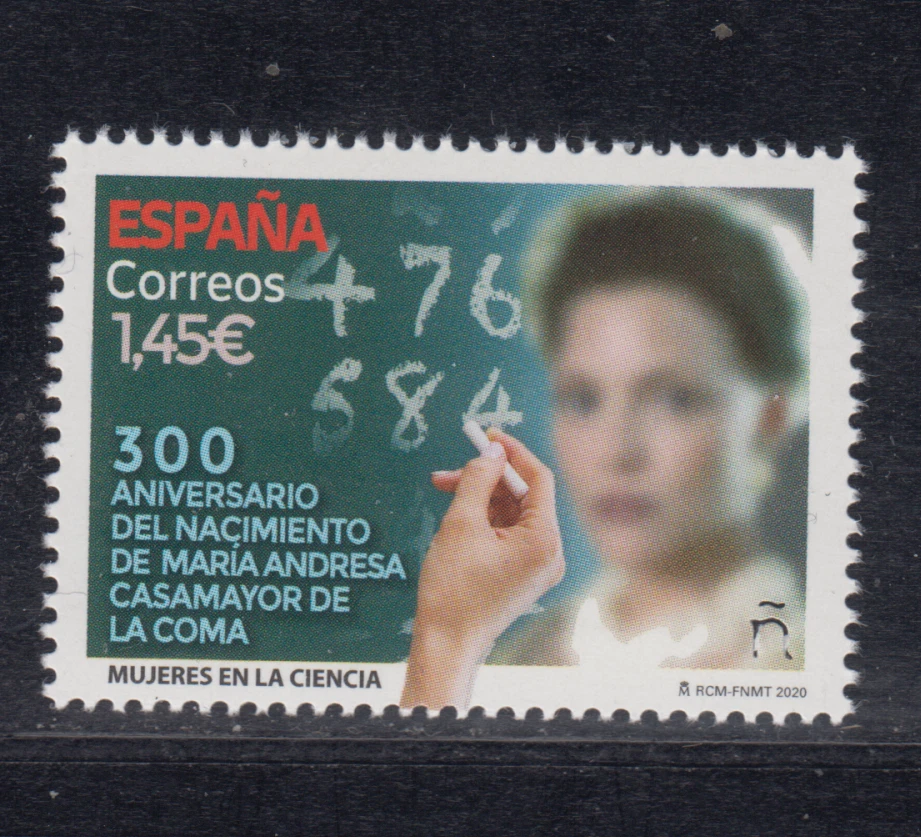 ESPAÑA
Correos
1,45€
476
584
300
ANIVERSARIO
DEL NACIMIENTO
DE MARÍA ANDRESA
CASAMAYOR DE
LA COMA
MUJERES EN LA CIENCIA
ñ
RCM-FNMT 2020